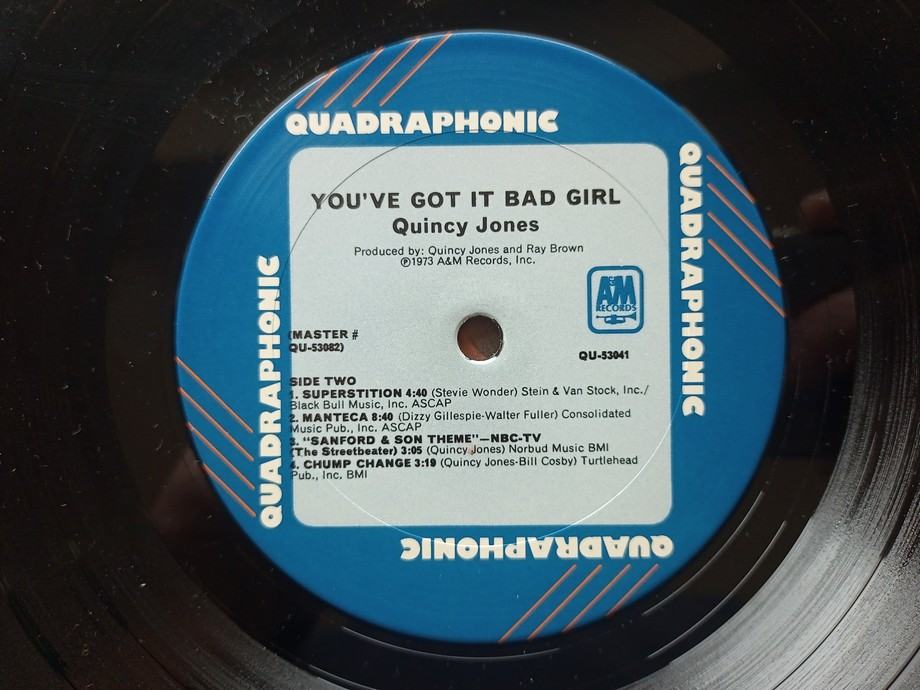 QUADRAPHONIC
QUADRAPHONIC
YOU'VE GOT IT BAD GIRL
Quincy Jones
Produced by: Quincy Jones and Ray Brown
℗1973 A&M Records, Inc.
A&M
RECORDS
(MASTER #
QU-53082)
QU-53041
SIDE TWO
1. SUPERSTITION 4:40 (Stevie Wonder) Stein & Van Stock, Inc./
Black Bull Music, Inc. ASCAP
2. MANTECA 8:40 (Dizzy Gillespie-Walter Fuller) Consolidated
Music Pub., Inc. ASCAP
3. "SANFORD & SON THEME"—NBC-TV
(The Streetbeater) 3:05 (Quincy Jones) Norbud Music BMI
4. CHUMP CHANGE 3:19 (Quincy Jones-Bill Cosby) Turtlehead
Pub., Inc. BMI
QUADRAPHONIC
QUADRAPHONIC